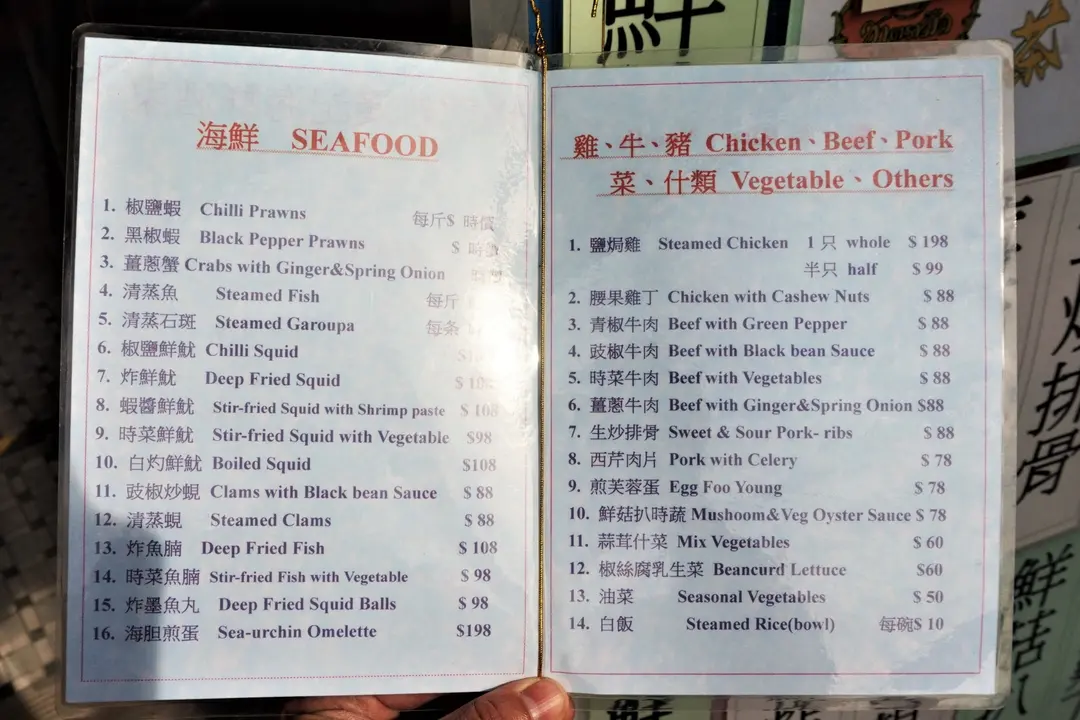 海鮮 SEAFOOD
1. 椒鹽蝦 Chilli Prawns 每斤$ 時價
2. 黑椒蝦 Black Pepper Prawns $ 時
3. 薑蔥蟹 Crabs with Ginger&Spring Onion
4. 清蒸魚 Steamed Fish 每斤
5. 清蒸石斑 Steamed Garoupa 每条
6. 椒鹽鮮魷 Chilli Squid
7. 炸鮮魷 Deep Fried Squid $ 108
8. 蝦醬鮮魷 Stir-fried Squid with Shrimp paste $ 108
9. 時菜鮮魷 Stir-fried Squid with Vegetable $98
10. 白灼鮮魷 Boiled Squid $108
11. 豉椒炒蜆 Clams with Black bean Sauce $ 88
12. 清蒸蜆 Steamed Clams $ 88
13. 炸魚腩 Deep Fried Fish $ 108
14. 時菜魚腩 Stir-fried Fish with Vegetable $ 98
15. 炸墨魚丸 Deep Fried Squid Balls $ 98
16. 海胆煎蛋 Sea-urchin Omelette $198
雞、牛、豬 Chicken、Beef、Pork
菜、什類 Vegetable、Others
1. 鹽焗雞 Steamed Chicken 1 只 whole $ 198
半只 half $ 99
2. 腰果雞丁 Chicken with Cashew Nuts $ 88
3. 青椒牛肉 Beef with Green Pepper $ 88
4. 豉椒牛肉 Beef with Black bean Sauce $ 88
5. 時菜牛肉 Beef with Vegetables $ 88
6. 薑蔥牛肉 Beef with Ginger&Spring Onion $88
7. 生炒排骨 Sweet & Sour Pork- ribs $ 88
8. 西芹肉片 Pork with Celery $ 78
9. 煎芙蓉蛋 Egg Foo Young $ 78
10. 鮮菇扒時蔬 Mushoom&Veg Oyster Sauce $ 78
11. 蒜茸什菜 Mix Vegetables $ 60
12. 椒絲腐乳生菜 Beancurd Lettuce $60
13. 油菜 Seasonal Vegetables $ 50
14. 白飯 Steamed Rice(bowl) 每碗$ 10
鮮
茶
炒排骨
鮮菇扒